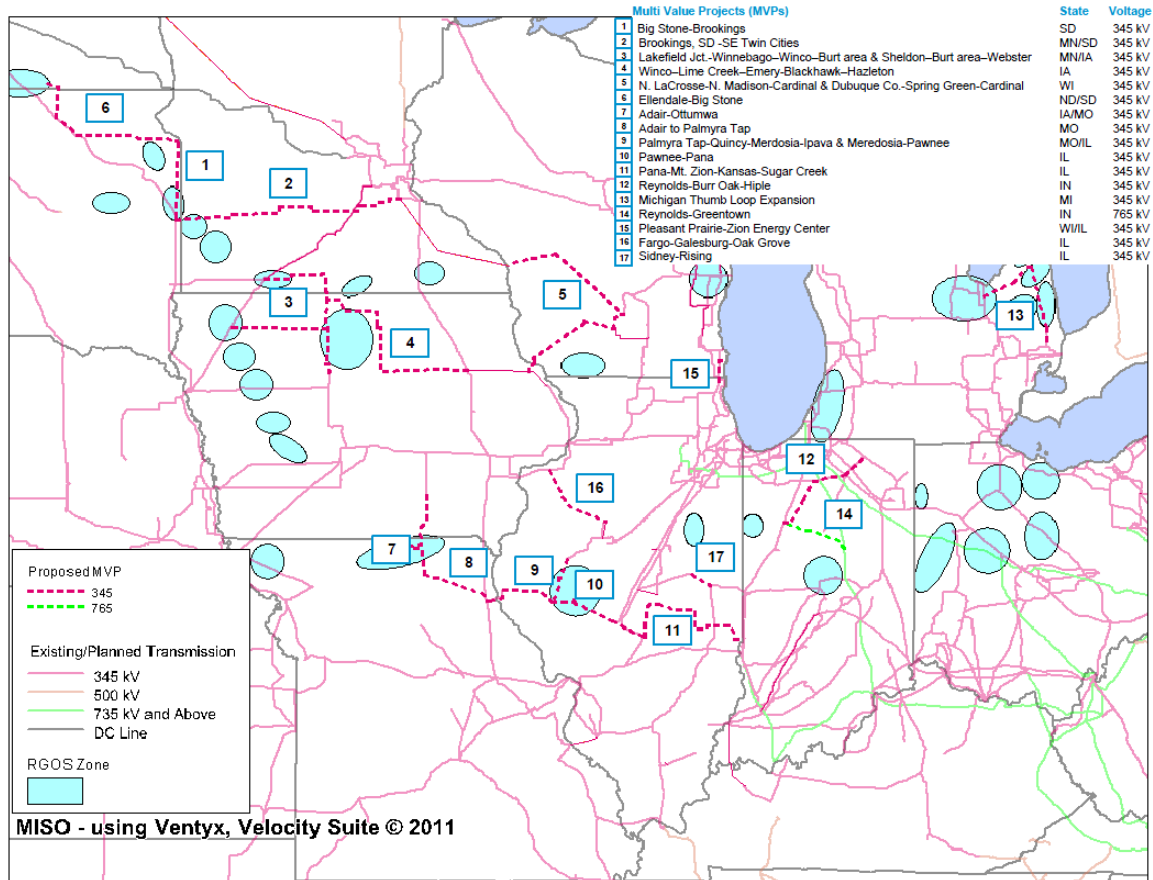 Multi Value Projects (MVPs) State Voltage
1 Big Stone-Brookings SD 345 kV
2 Brookings, SD -SE Twin Cities MN/SD 345 kV
3 Lakefield Jct.-Winnebago–Winco–Burt area & Sheldon–Burt area–Webster MN/IA 345 kV
4 Winco–Lime Creek–Emery-Blackhawk–Hazleton IA 345 kV
5 N. LaCrosse-N. Madison-Cardinal & Dubuque Co.-Spring Green-Cardinal WI 345 kV
6 Ellendale-Big Stone ND/SD 345 kV
7 Adair-Ottumwa IA/MO 345 kV
8 Adair to Palmyra Tap MO 345 kV
9 Palmyra Tap-Quincy-Merdosia-Ipava & Meredosia-Pawnee MO/IL 345 kV
10 Pawnee-Pana IL 345 kV
11 Pana-Mt. Zion-Kansas-Sugar Creek IL 345 kV
12 Reynolds-Burr Oak-Hiple IN 345 kV
13 Michigan Thumb Loop Expansion MI 345 kV
14 Reynolds-Greentown IN 765 kV
15 Pleasant Prairie-Zion Energy Center WI/IL 345 kV
16 Fargo-Galesburg-Oak Grove IL 345 kV
17 Sidney-Rising IL 345 kV
6
1
2
3
5
13
4
15
12
16
14
7
8
9
10
17
11
Proposed MVP
345
765
Existing/Planned Transmission
345 kV
500 kV
735 kV and Above
DC Line
RGOS Zone
MISO - using Ventyx, Velocity Suite © 2011